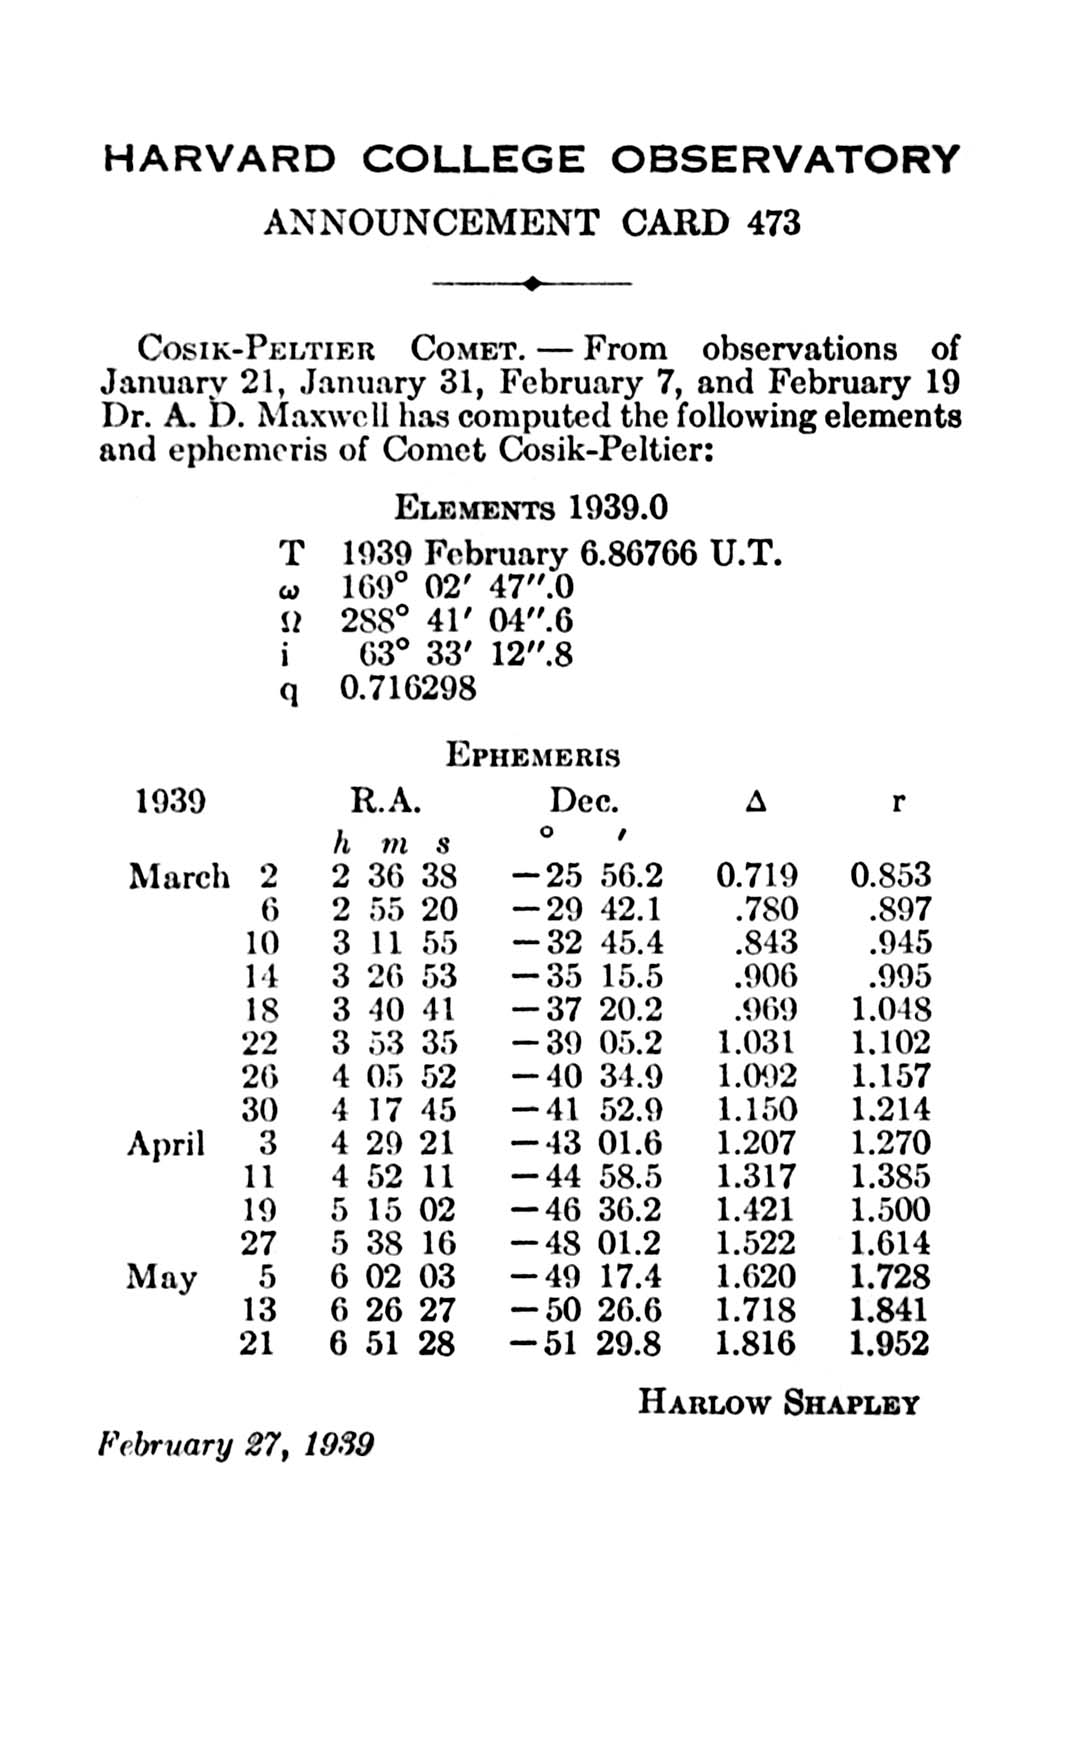 HARVARD COLLEGE OBSERVATORY
ANNOUNCEMENT CARD 473
COSIK-PELTIER COMET. — From observations of
January 21, January 31, February 7, and February 19
Dr. A. D. Maxwell has computed the following elements
and ephemeris of Comet Cosik-Peltier:
ELEMENTS 1939.0
T 1939 February 6.86766 U.T.
ω 169° 02′ 47″.0
Ω 288° 41′ 04″.6
i 63° 33′ 12″.8
q 0.716298
EPHEMERIS
1939 R.A. Dec. Δ r
h m s ° ′
March 2 2 36 38 −25 56.2 0.719 0.853
6 2 55 20 −29 42.1 .780 .897
10 3 11 55 −32 45.4 .843 .945
14 3 26 53 −35 15.5 .906 .995
18 3 40 41 −37 20.2 .969 1.048
22 3 53 35 −39 05.2 1.031 1.102
26 4 05 52 −40 34.9 1.092 1.157
30 4 17 45 −41 52.9 1.150 1.214
April 3 4 29 21 −43 01.6 1.207 1.270
11 4 52 11 −44 58.5 1.317 1.385
19 5 15 02 −46 36.2 1.421 1.500
27 5 38 16 −48 01.2 1.522 1.614
May 5 6 02 03 −49 17.4 1.620 1.728
13 6 26 27 −50 26.6 1.718 1.841
21 6 51 28 −51 29.8 1.816 1.952
HARLOW SHAPLEY
February 27, 1939